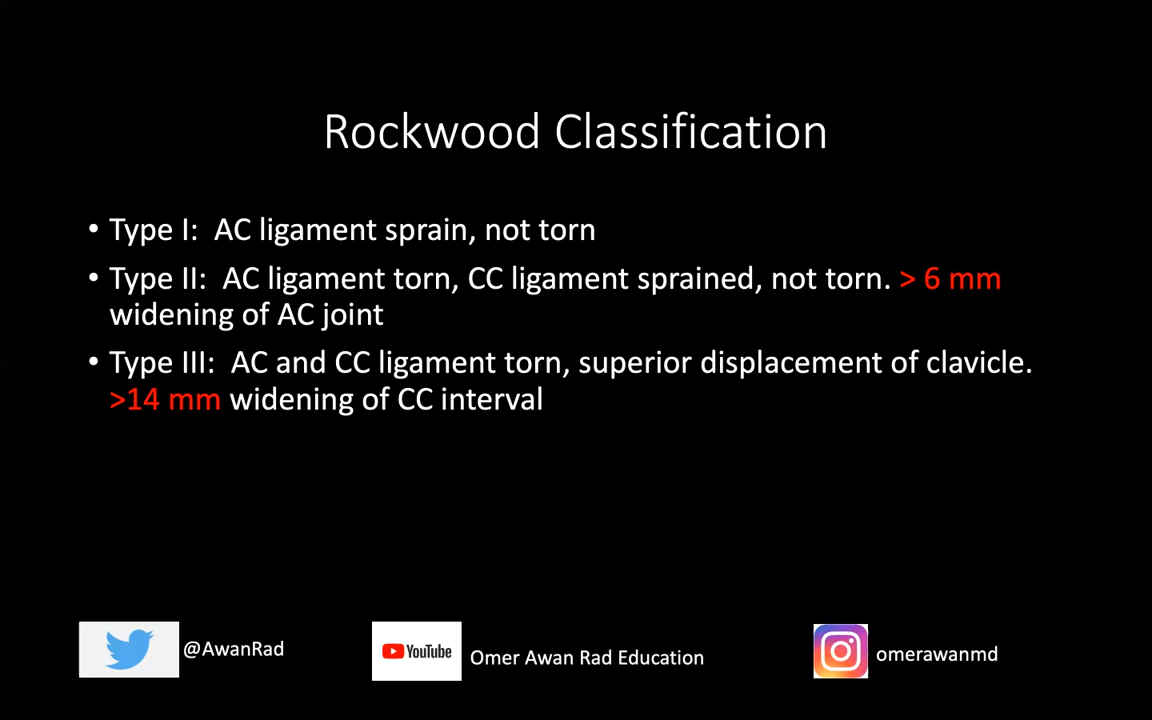 Rockwood Classification
• Type I:  AC ligament sprain, not torn
• Type II:  AC ligament torn, CC ligament sprained, not torn. > 6 mm
widening of AC joint
• Type III:  AC and CC ligament torn, superior displacement of clavicle.
>14 mm widening of CC interval
@AwanRad
YouTube
Omer Awan Rad Education
omerawanmd